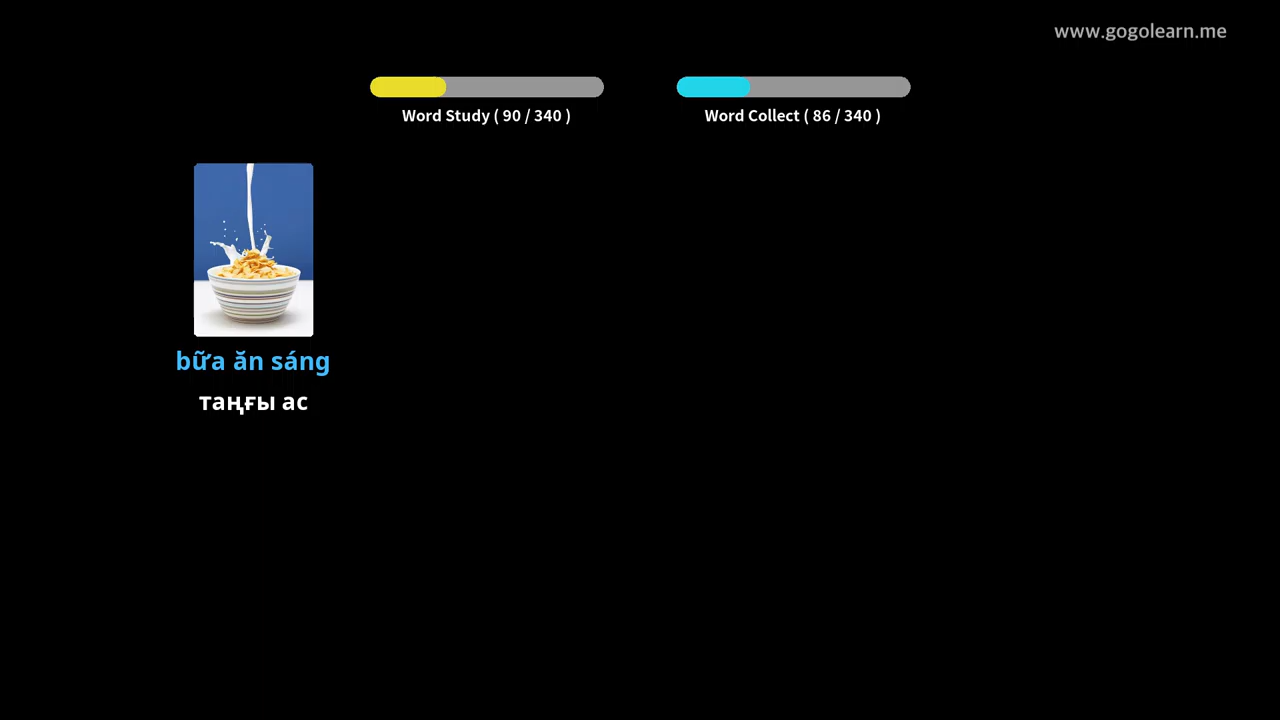 www.gogolearn.me
Word Study ( 90 / 340 )
Word Collect ( 86 / 340 )
bữa ăn sáng
таңғы ас